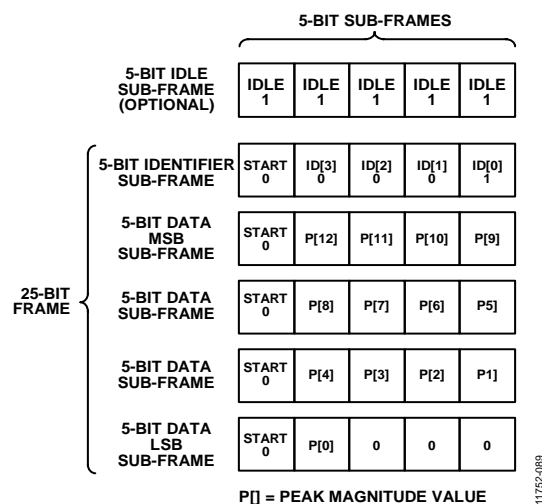 5-BIT SUB-FRAMES
5-BIT IDLE
SUB-FRAME
(OPTIONAL)
IDLE
1
IDLE
1
IDLE
1
IDLE
1
IDLE
1
25-BIT
FRAME
5-BIT IDENTIFIER
SUB-FRAME
START
0
ID[3]
0
ID[2]
0
ID[1]
0
ID[0]
1
5-BIT DATA
MSB
SUB-FRAME
START
0
P[12]
P[11]
P[10]
P[9]
5-BIT DATA
SUB-FRAME
START
0
P[8]
P[7]
P[6]
P5]
5-BIT DATA
SUB-FRAME
START
0
P[4]
P[3]
P[2]
P1]
5-BIT DATA
LSB
SUB-FRAME
START
0
P[0]
0
0
0
P[] = PEAK MAGNITUDE VALUE
11752-089